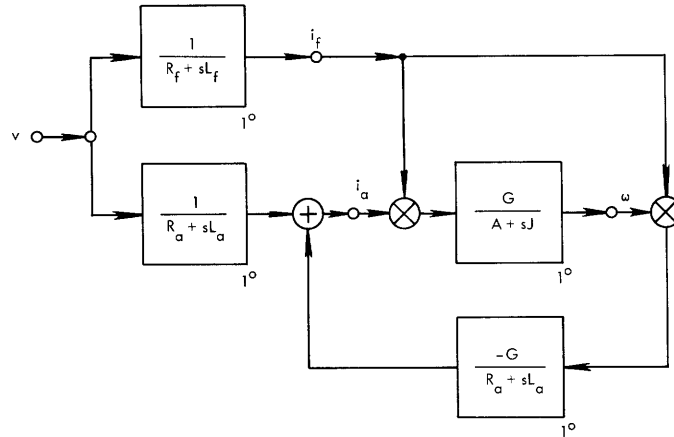 1
R_f + sL_f
1°
i_f
v
1
R_a + sL_a
1°
+
i_a
G
A + sJ
1°
ω
-G
R_a + sL_a
1°